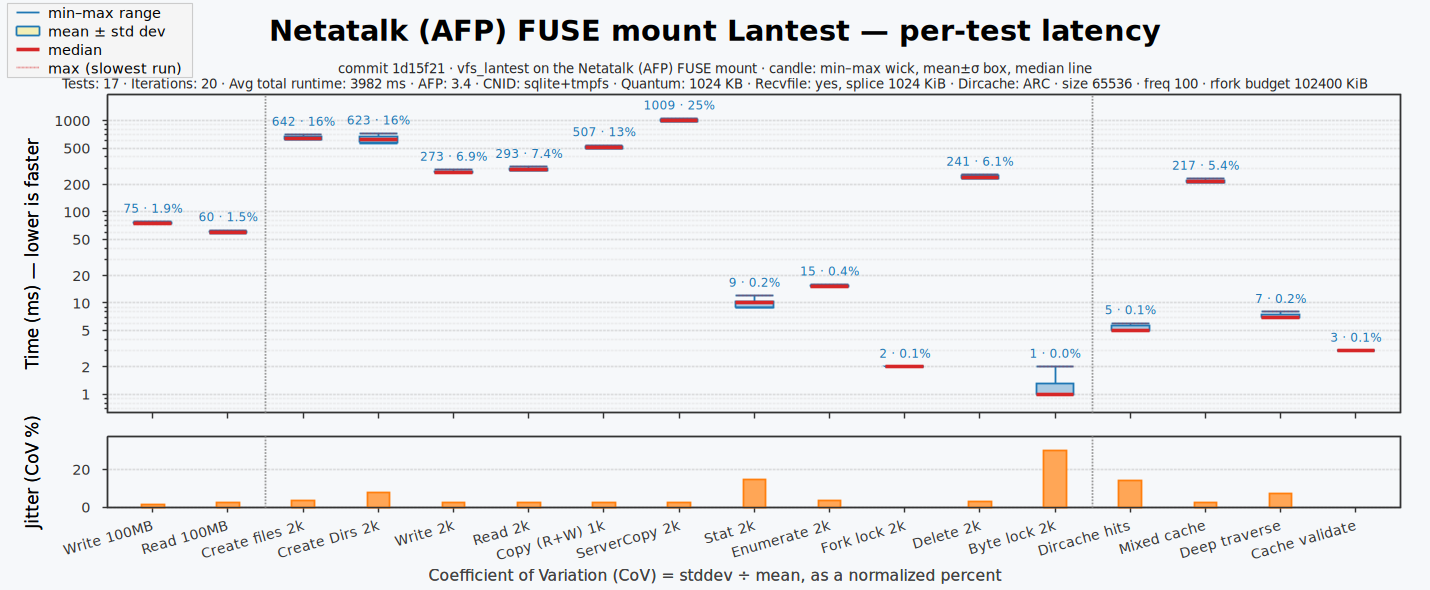 min–max range
mean ± std dev
median
max (slowest run)
Netatalk (AFP) FUSE mount Lantest — per-test latency
commit 1d15f21 · vfs_lantest on the Netatalk (AFP) FUSE mount · candle: min–max wick, mean±σ box, median line
Tests: 17 · Iterations: 20 · Avg total runtime: 3982 ms · AFP: 3.4 · CNID: sqlite+tmpfs · Quantum: 1024 KB · Recvfile: yes, splice 1024 KiB · Dircache: ARC · size 65536 · freq 100 · rfork budget 102400 KiB
Time (ms) — lower is faster
1000
500
200
100
50
20
10
5
2
1
75 · 1.9%
60 · 1.5%
642 · 16%
623 · 16%
273 · 6.9%
293 · 7.4%
507 · 13%
1009 · 25%
9 · 0.2%
15 · 0.4%
2 · 0.1%
241 · 6.1%
1 · 0.0%
5 · 0.1%
217 · 5.4%
7 · 0.2%
3 · 0.1%
Jitter (CoV %)
20
0
Write 100MB
Read 100MB
Create files 2k
Create Dirs 2k
Write 2k
Read 2k
Copy (R+W) 1k
ServerCopy 2k
Stat 2k
Enumerate 2k
Fork lock 2k
Delete 2k
Byte lock 2k
Dircache hits
Mixed cache
Deep traverse
Cache validate
Coefficient of Variation (CoV) = stddev ÷ mean, as a normalized percent